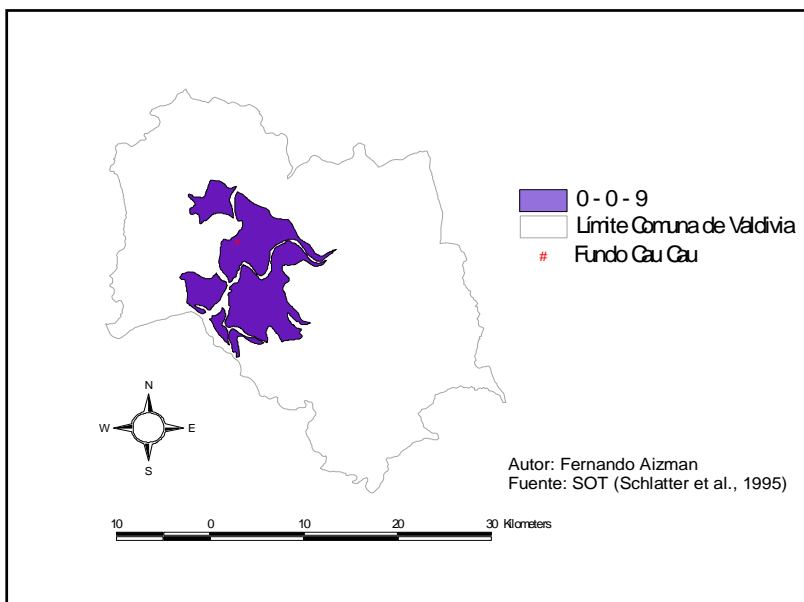 0 - 0 - 9
Límite Comuna de Valdivia
# Fundo Cau Cau
#
N
W E
S
Autor: Fernando Aizman
Fuente: SOT (Schlatter et al., 1995)
10 0 10 20 30 Kilometers